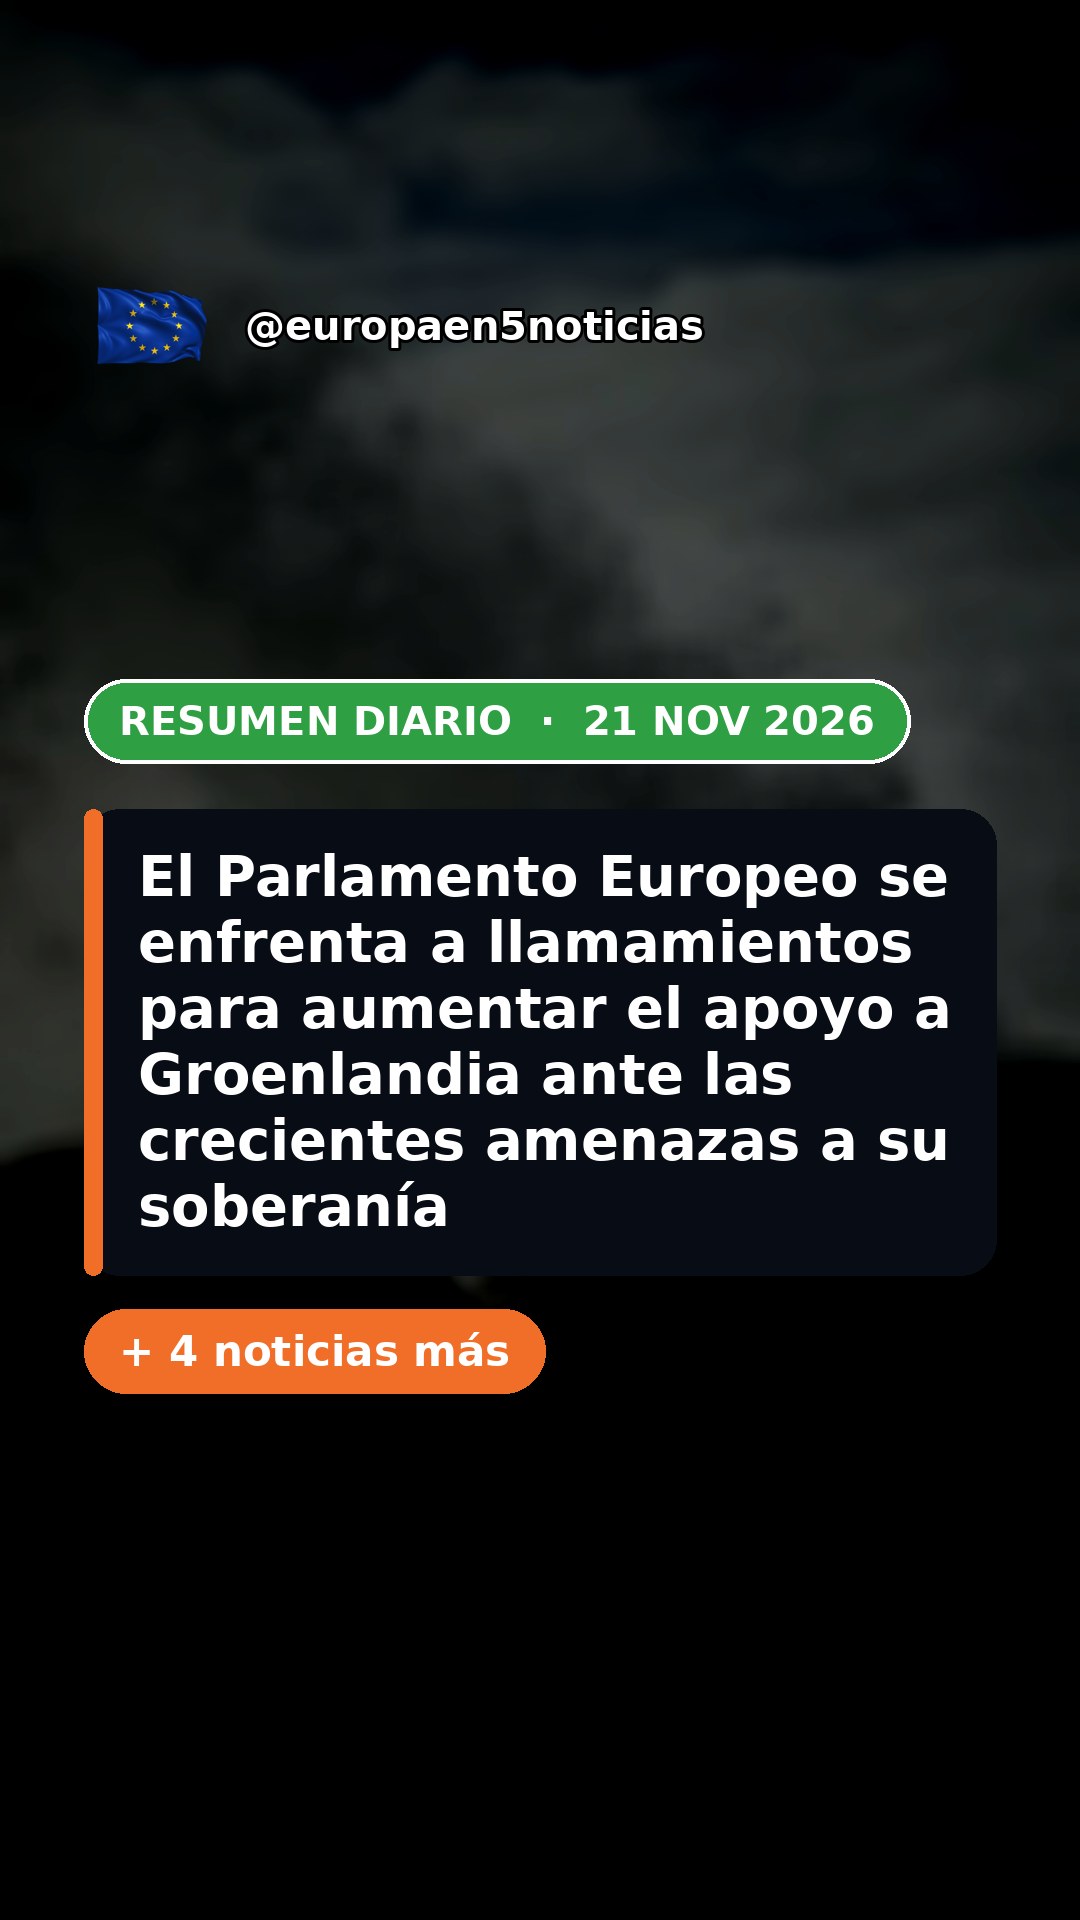 @europaen5noticias
RESUMEN DIARIO · 21 NOV 2026
El Parlamento Europeo se
enfrenta a llamamientos
para aumentar el apoyo a
Groenlandia ante las
crecientes amenazas a su
soberanía
+ 4 noticias más